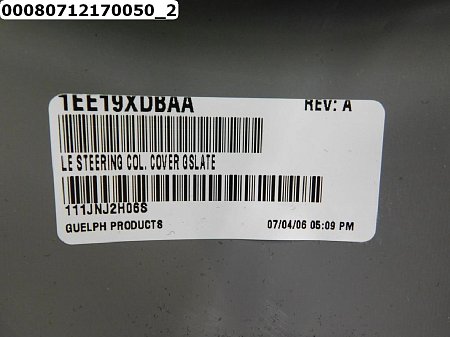 00080712170050_2
1EE19XDBAA REV: A
LE STEERING COL. COVER GSLATE
111JNJ2H06S
GUELPH PRODUCTS 07/04/06 05:09 PM